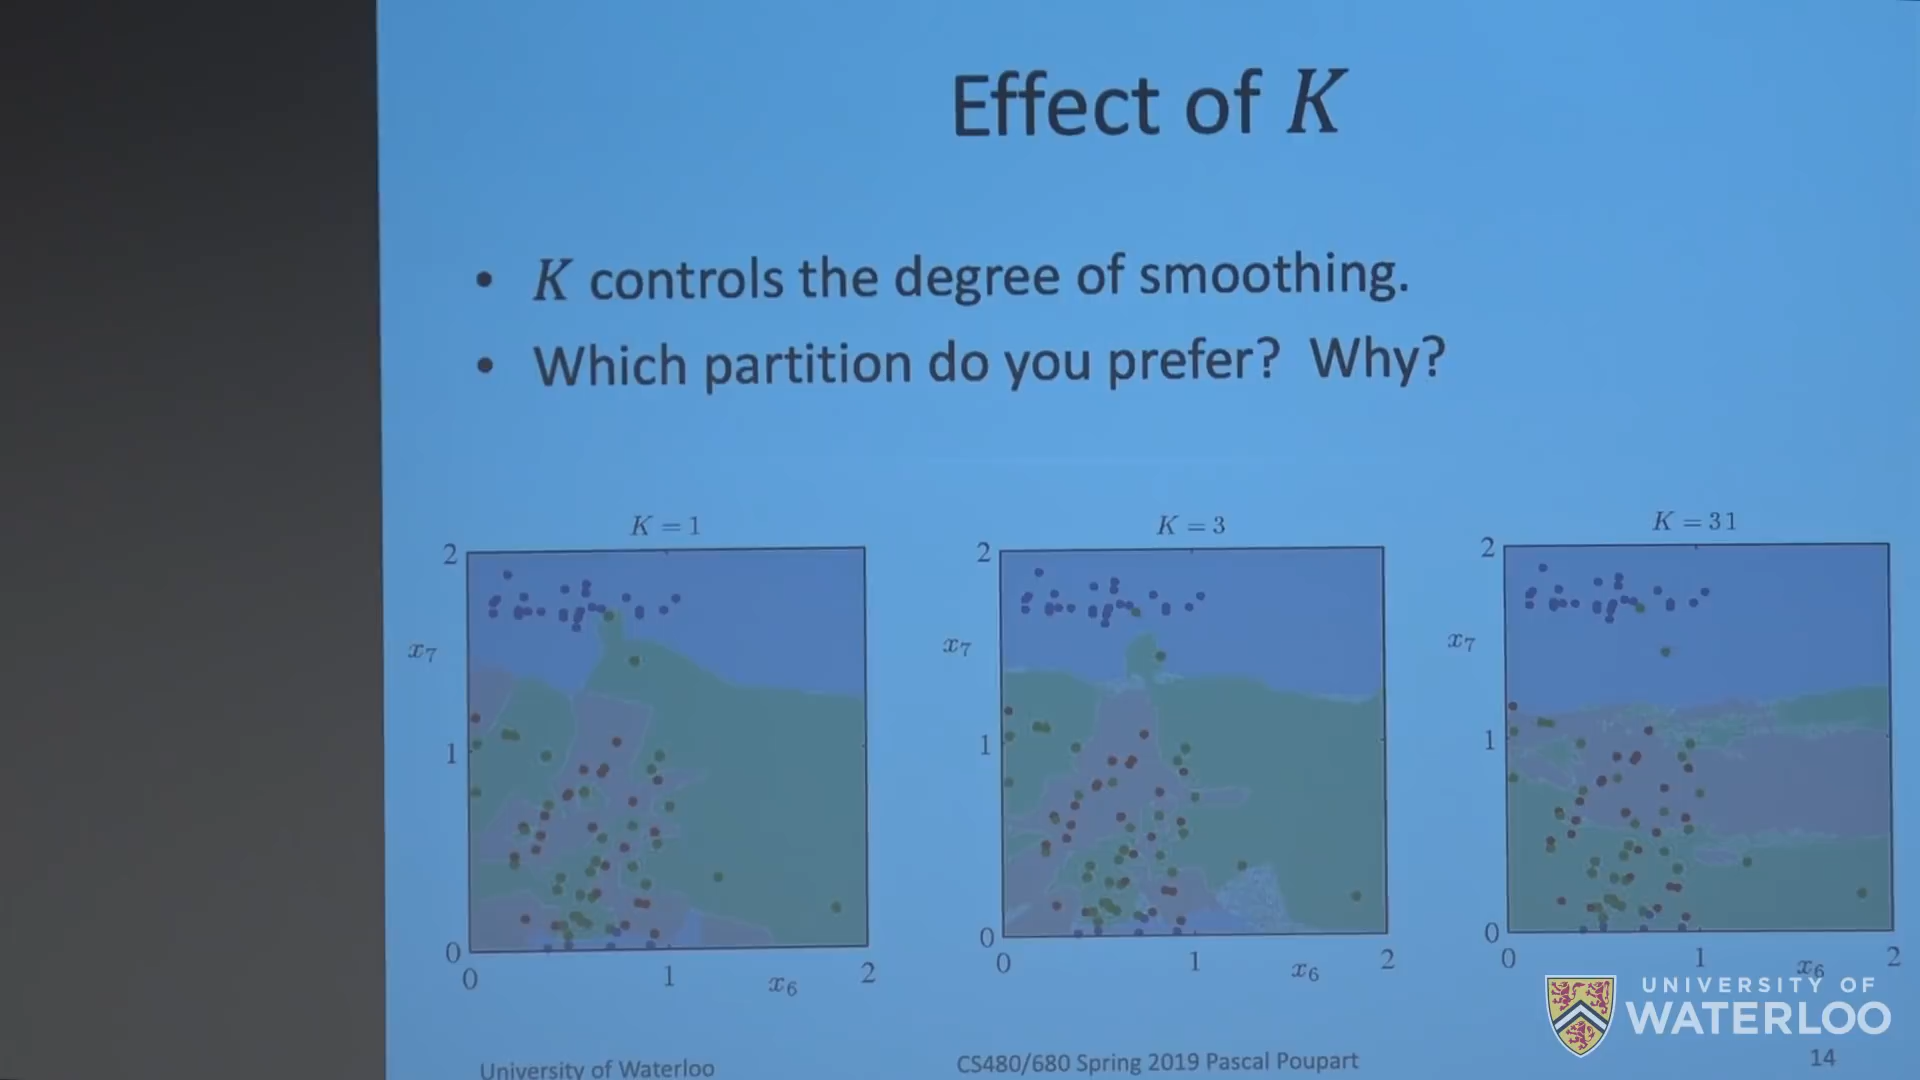 Effect of K
• K controls the degree of smoothing.
• Which partition do you prefer? Why?
K = 1
2
x7
1
0
0
1
x6
2
K = 3
2
x7
1
0
0
1
x6
2
K = 31
2
x7
1
0
0
1
x6
2
UNIVERSITY OF
WATERLOO
University of Waterloo
CS480/680 Spring 2019 Pascal Poupart
14